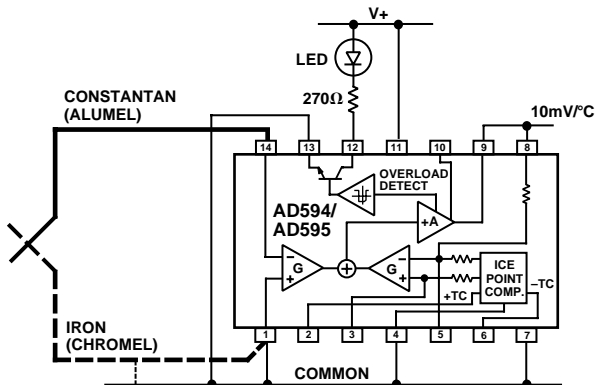 V+
LED
270Ω
10mV/°C
CONSTANTAN
(ALUMEL)
14 13 12 11 10 9 8
OVERLOAD
DETECT
AD594/
AD595
+A
– G +
G – +
ICE
POINT
COMP.
+TC
–TC
IRON
(CHROMEL)
1 2 3 4 5 6 7
COMMON